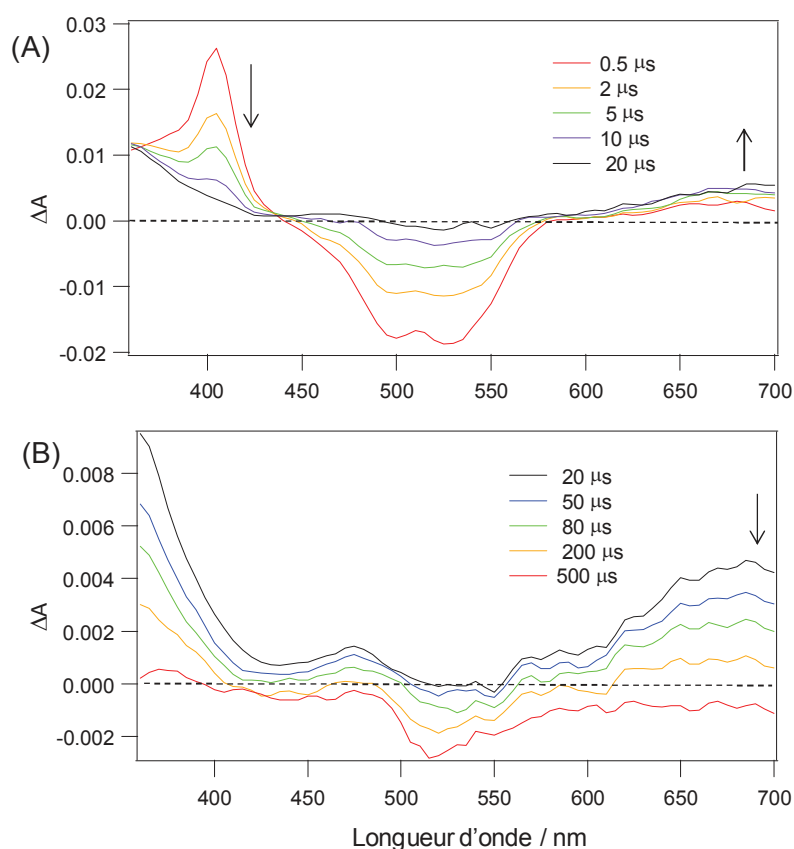 (A)
0.03
0.02
0.01
0.00
-0.01
-0.02
ΔA
0.5 µs
2 µs
5 µs
10 µs
20 µs
400 450 500 550 600 650 700
(B)
0.008
0.006
0.004
0.002
0.000
-0.002
ΔA
20 µs
50 µs
80 µs
200 µs
500 µs
400 450 500 550 600 650 700
Longueur d'onde / nm